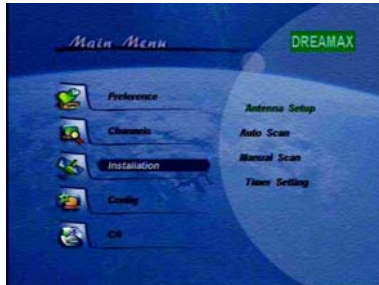 Main Menu
DREAMAX
Preference
Channels
Installation
Config
CA
Antenna Setup
Auto Scan
Manual Scan
Timer Setting